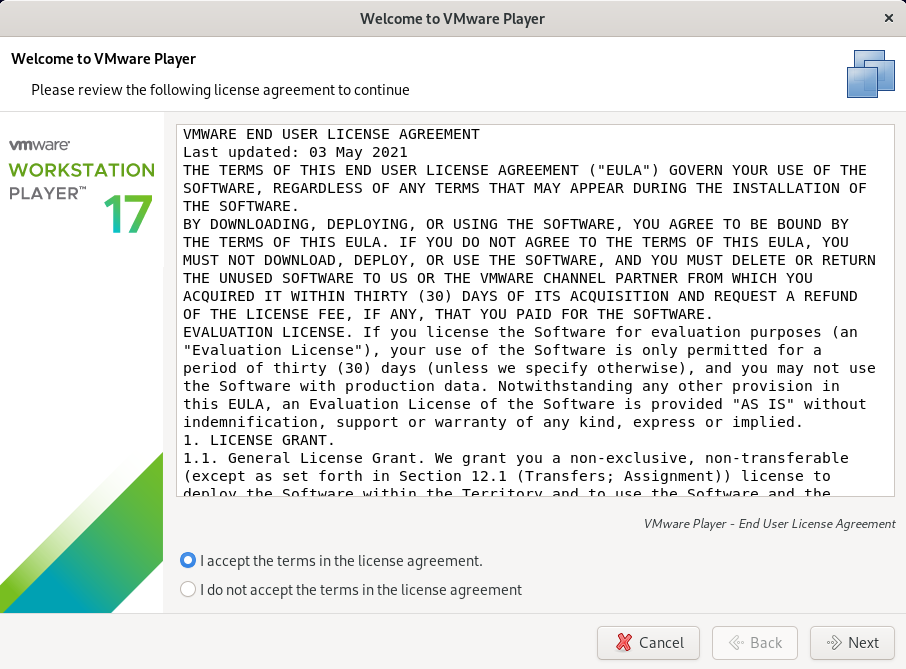 Welcome to VMware Player
×
Welcome to VMware Player
Please review the following license agreement to continue
vmware®
WORKSTATION
PLAYER™
17
VMWARE END USER LICENSE AGREEMENT
Last updated: 03 May 2021
THE TERMS OF THIS END USER LICENSE AGREEMENT ("EULA") GOVERN YOUR USE OF THE
SOFTWARE, REGARDLESS OF ANY TERMS THAT MAY APPEAR DURING THE INSTALLATION OF
THE SOFTWARE.
BY DOWNLOADING, DEPLOYING, OR USING THE SOFTWARE, YOU AGREE TO BE BOUND BY
THE TERMS OF THIS EULA. IF YOU DO NOT AGREE TO THE TERMS OF THIS EULA, YOU
MUST NOT DOWNLOAD, DEPLOY, OR USE THE SOFTWARE, AND YOU MUST DELETE OR RETURN
THE UNUSED SOFTWARE TO US OR THE VMWARE CHANNEL PARTNER FROM WHICH YOU
ACQUIRED IT WITHIN THIRTY (30) DAYS OF ITS ACQUISITION AND REQUEST A REFUND
OF THE LICENSE FEE, IF ANY, THAT YOU PAID FOR THE SOFTWARE.
EVALUATION LICENSE. If you license the Software for evaluation purposes (an
"Evaluation License"), your use of the Software is only permitted for a
period of thirty (30) days (unless we specify otherwise), and you may not use
the Software with production data. Notwithstanding any other provision in
this EULA, an Evaluation License of the Software is provided "AS IS" without
indemnification, support or warranty of any kind, express or implied.
1. LICENSE GRANT.
1.1. General License Grant. We grant you a non-exclusive, non-transferable
(except as set forth in Section 12.1 (Transfers; Assignment)) license to
deploy the Software within the Territory and to use the Software and the
VMware Player - End User License Agreement
I accept the terms in the license agreement.
I do not accept the terms in the license agreement
Cancel
Back
Next